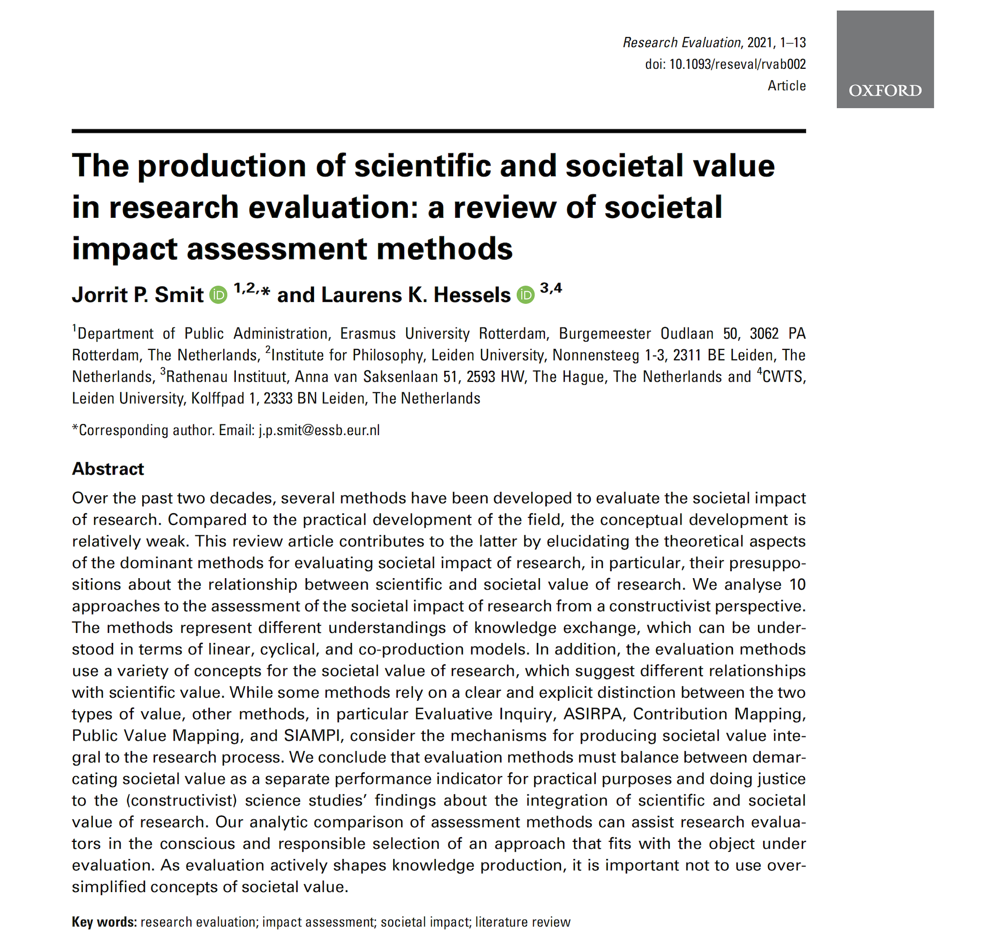 Research Evaluation, 2021, 1–13
doi: 10.1093/reseval/rvab002
Article
OXFORD
The production of scientific and societal value
in research evaluation: a review of societal
impact assessment methods
Jorrit P. Smit iD 1,2,* and Laurens K. Hessels iD 3,4
1Department of Public Administration, Erasmus University Rotterdam, Burgemeester Oudlaan 50, 3062 PA
Rotterdam, The Netherlands, 2Institute for Philosophy, Leiden University, Nonnensteeg 1-3, 2311 BE Leiden, The
Netherlands, 3Rathenau Instituut, Anna van Saksenlaan 51, 2593 HW, The Hague, The Netherlands and 4CWTS,
Leiden University, Kolffpad 1, 2333 BN Leiden, The Netherlands
*Corresponding author. Email: j.p.smit@essb.eur.nl
Abstract
Over the past two decades, several methods have been developed to evaluate the societal impact
of research. Compared to the practical development of the field, the conceptual development is
relatively weak. This review article contributes to the latter by elucidating the theoretical aspects
of the dominant methods for evaluating societal impact of research, in particular, their presuppo-
sitions about the relationship between scientific and societal value of research. We analyse 10
approaches to the assessment of the societal impact of research from a constructivist perspective.
The methods represent different understandings of knowledge exchange, which can be under-
stood in terms of linear, cyclical, and co-production models. In addition, the evaluation methods
use a variety of concepts for the societal value of research, which suggest different relationships
with scientific value. While some methods rely on a clear and explicit distinction between the two
types of value, other methods, in particular Evaluative Inquiry, ASIRPA, Contribution Mapping,
Public Value Mapping, and SIAMPI, consider the mechanisms for producing societal value inte-
gral to the research process. We conclude that evaluation methods must balance between demar-
cating societal value as a separate performance indicator for practical purposes and doing justice
to the (constructivist) science studies’ findings about the integration of scientific and societal
value of research. Our analytic comparison of assessment methods can assist research evalua-
tors in the conscious and responsible selection of an approach that fits with the object under
evaluation. As evaluation actively shapes knowledge production, it is important not to use over-
simplified concepts of societal value.
Key words: research evaluation; impact assessment; societal impact; literature review